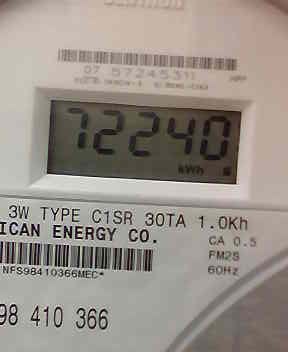 07 57245311
72240
kWh
3W TYPE C1SR 30TA 1.0Kh
ICAN ENERGY CO.
CA 0.5
FM2S
60Hz
NFS98410366MEC*
98 410 366